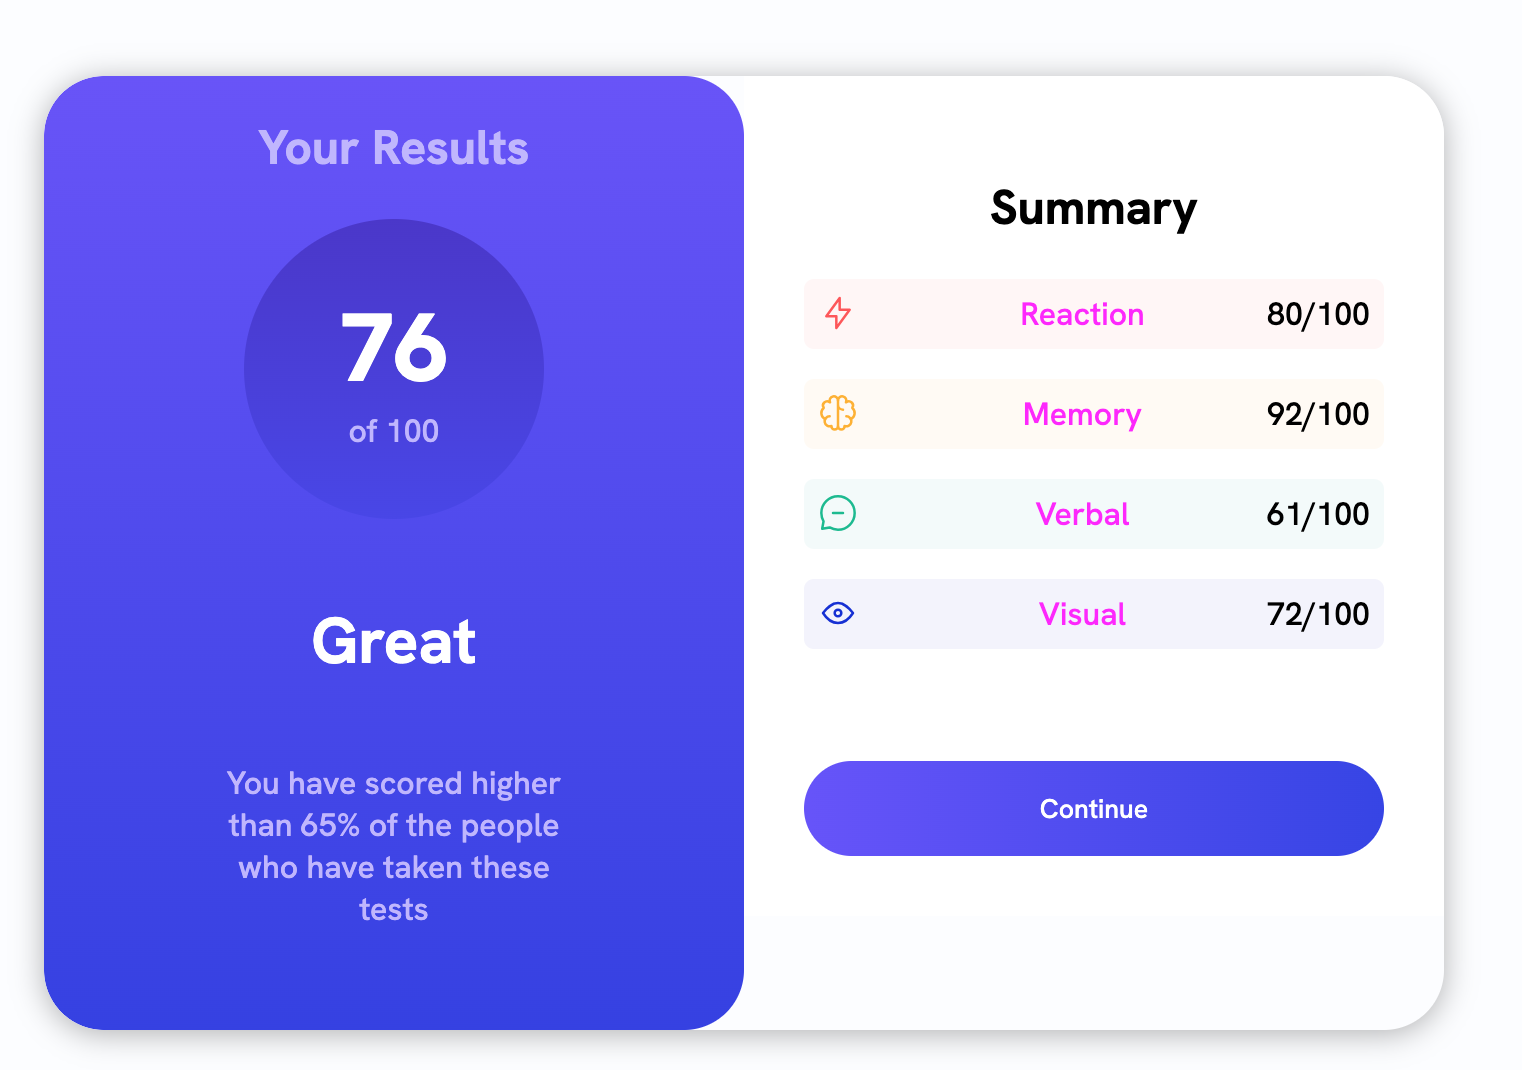 Your Results
76
of 100
Great
You have scored higher
than 65% of the people
who have taken these
tests
Summary
Reaction 80/100
Memory 92/100
Verbal 61/100
Visual 72/100
Continue